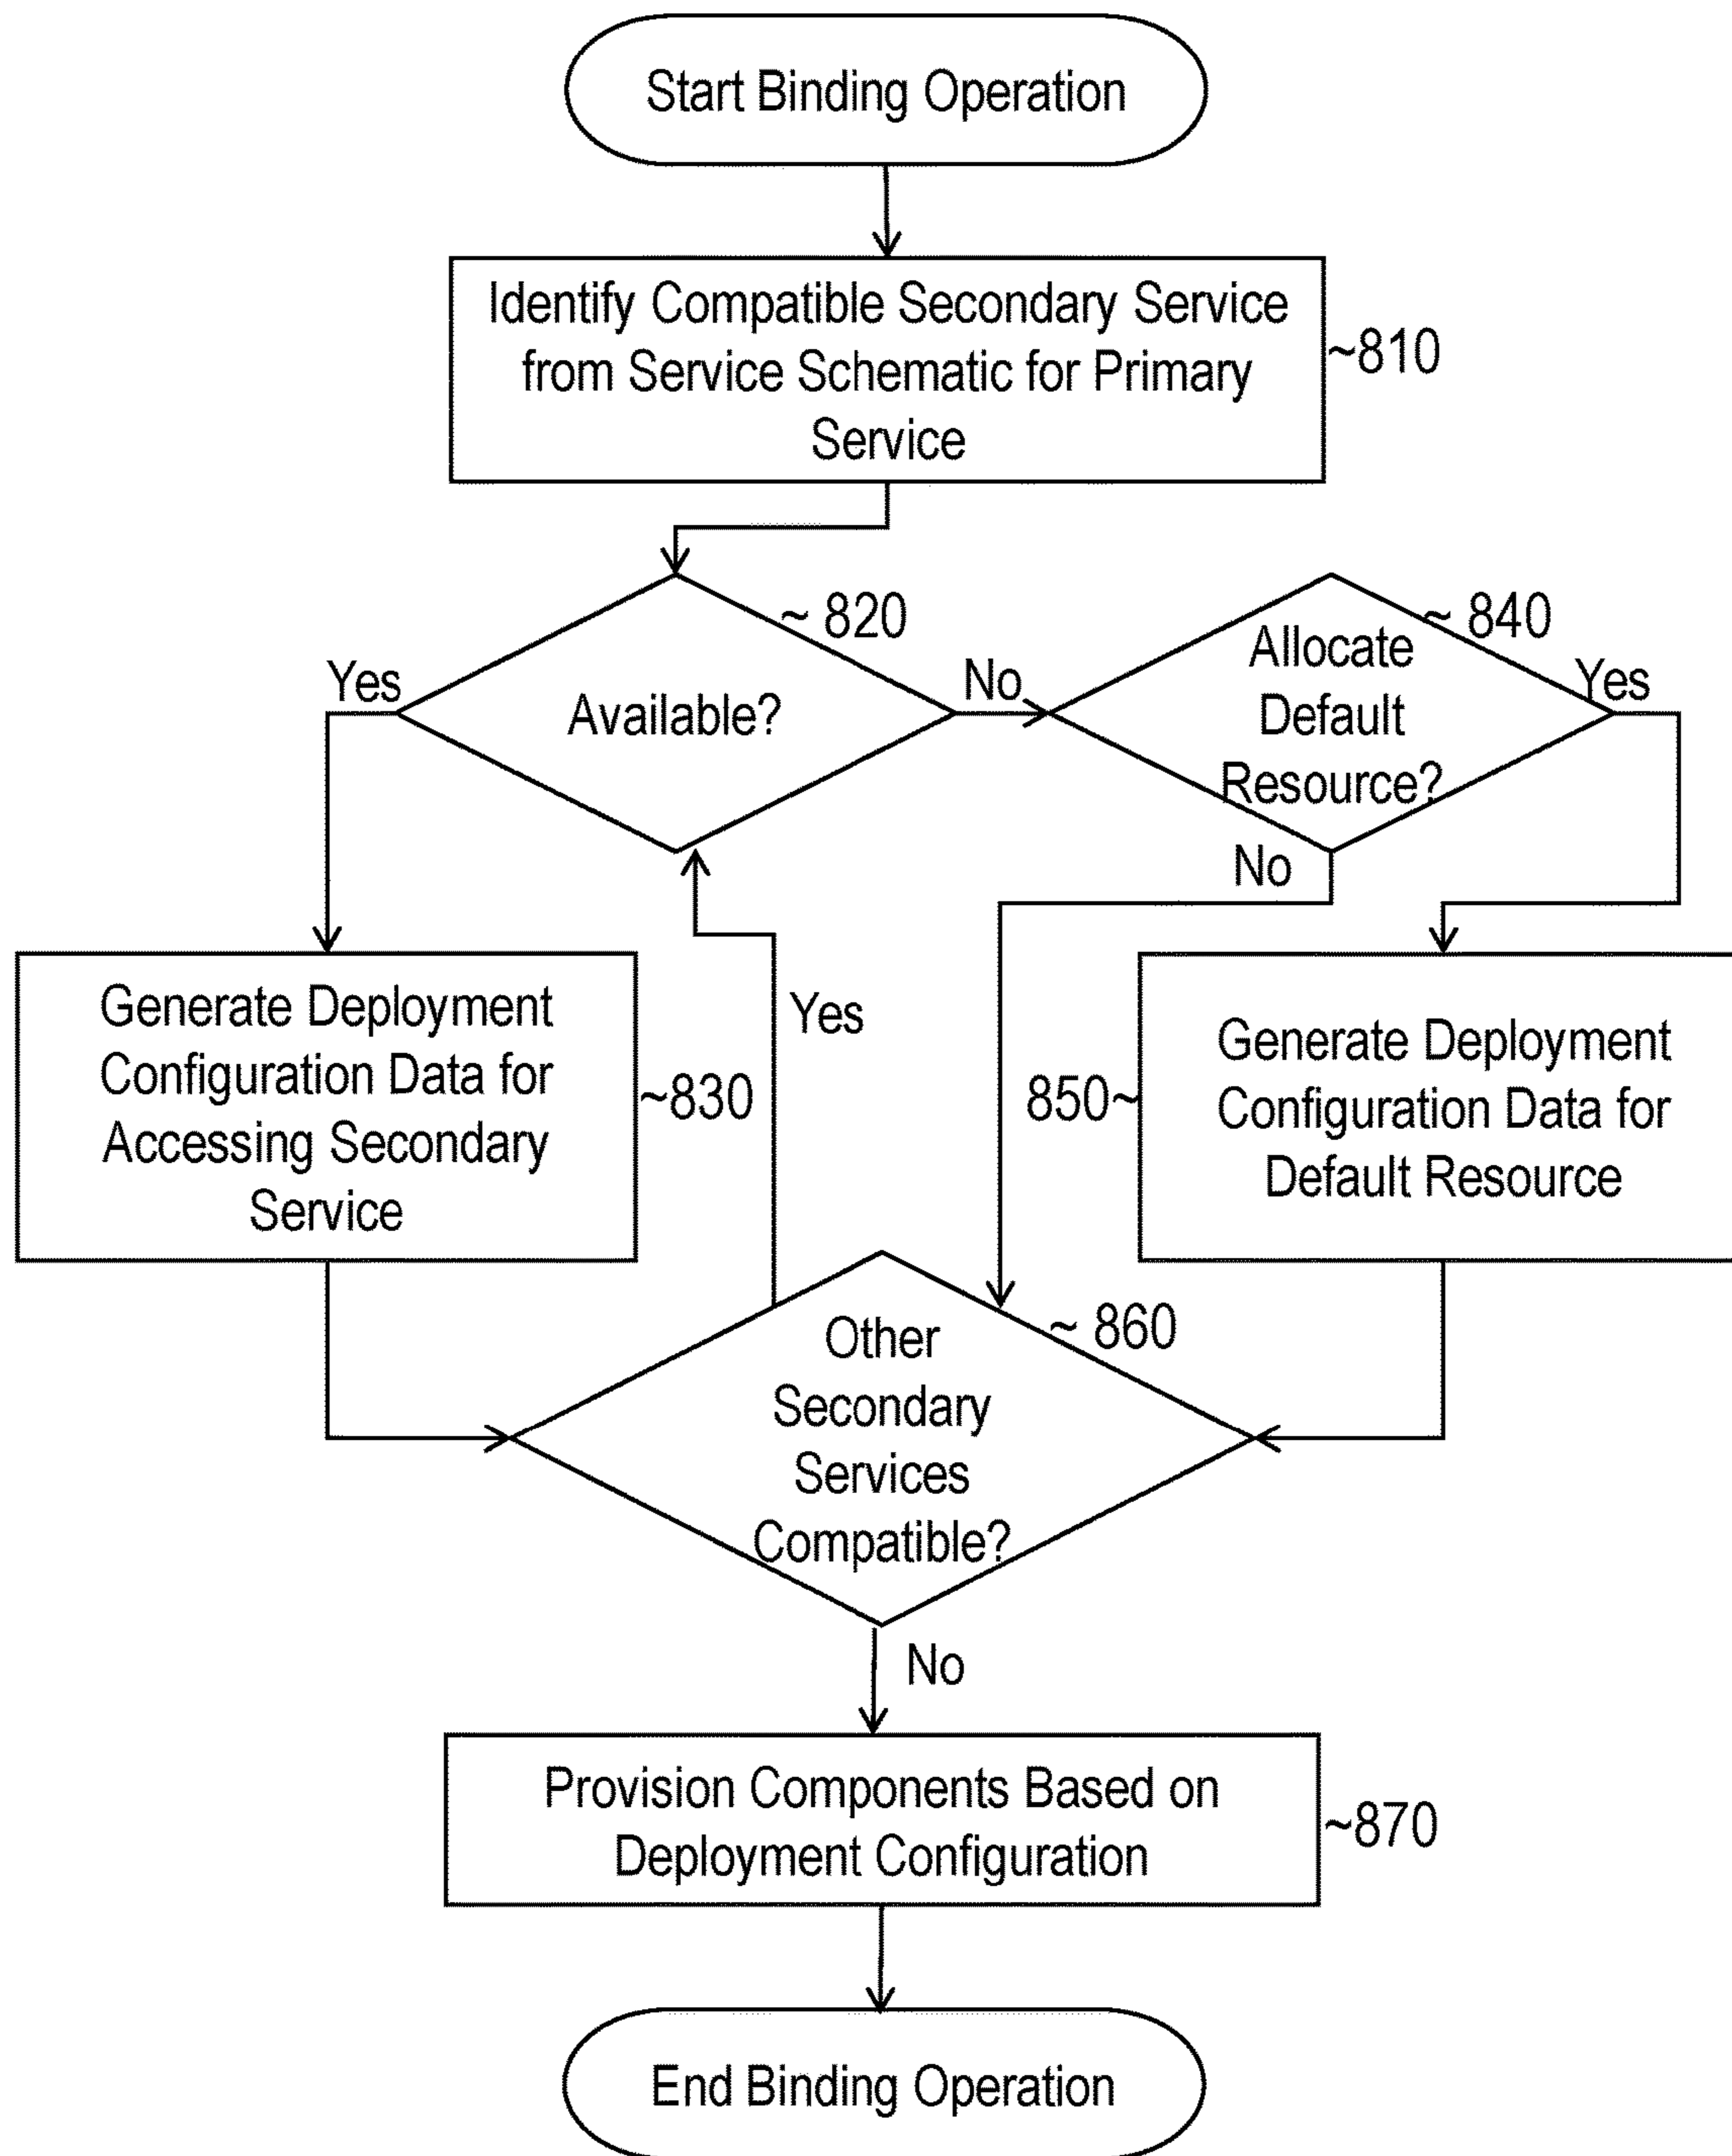 Start Binding Operation
Identify Compatible Secondary Service
from Service Schematic for Primary
Service
~810
~ 820
Available?
Yes
No
~ 840
Allocate
Default
Resource?
Yes
No
Generate Deployment
Configuration Data for
Accessing Secondary
Service
~830
Yes
850~
Generate Deployment
Configuration Data for
Default Resource
~ 860
Other
Secondary
Services
Compatible?
No
Provision Components Based on
Deployment Configuration
~870
End Binding Operation